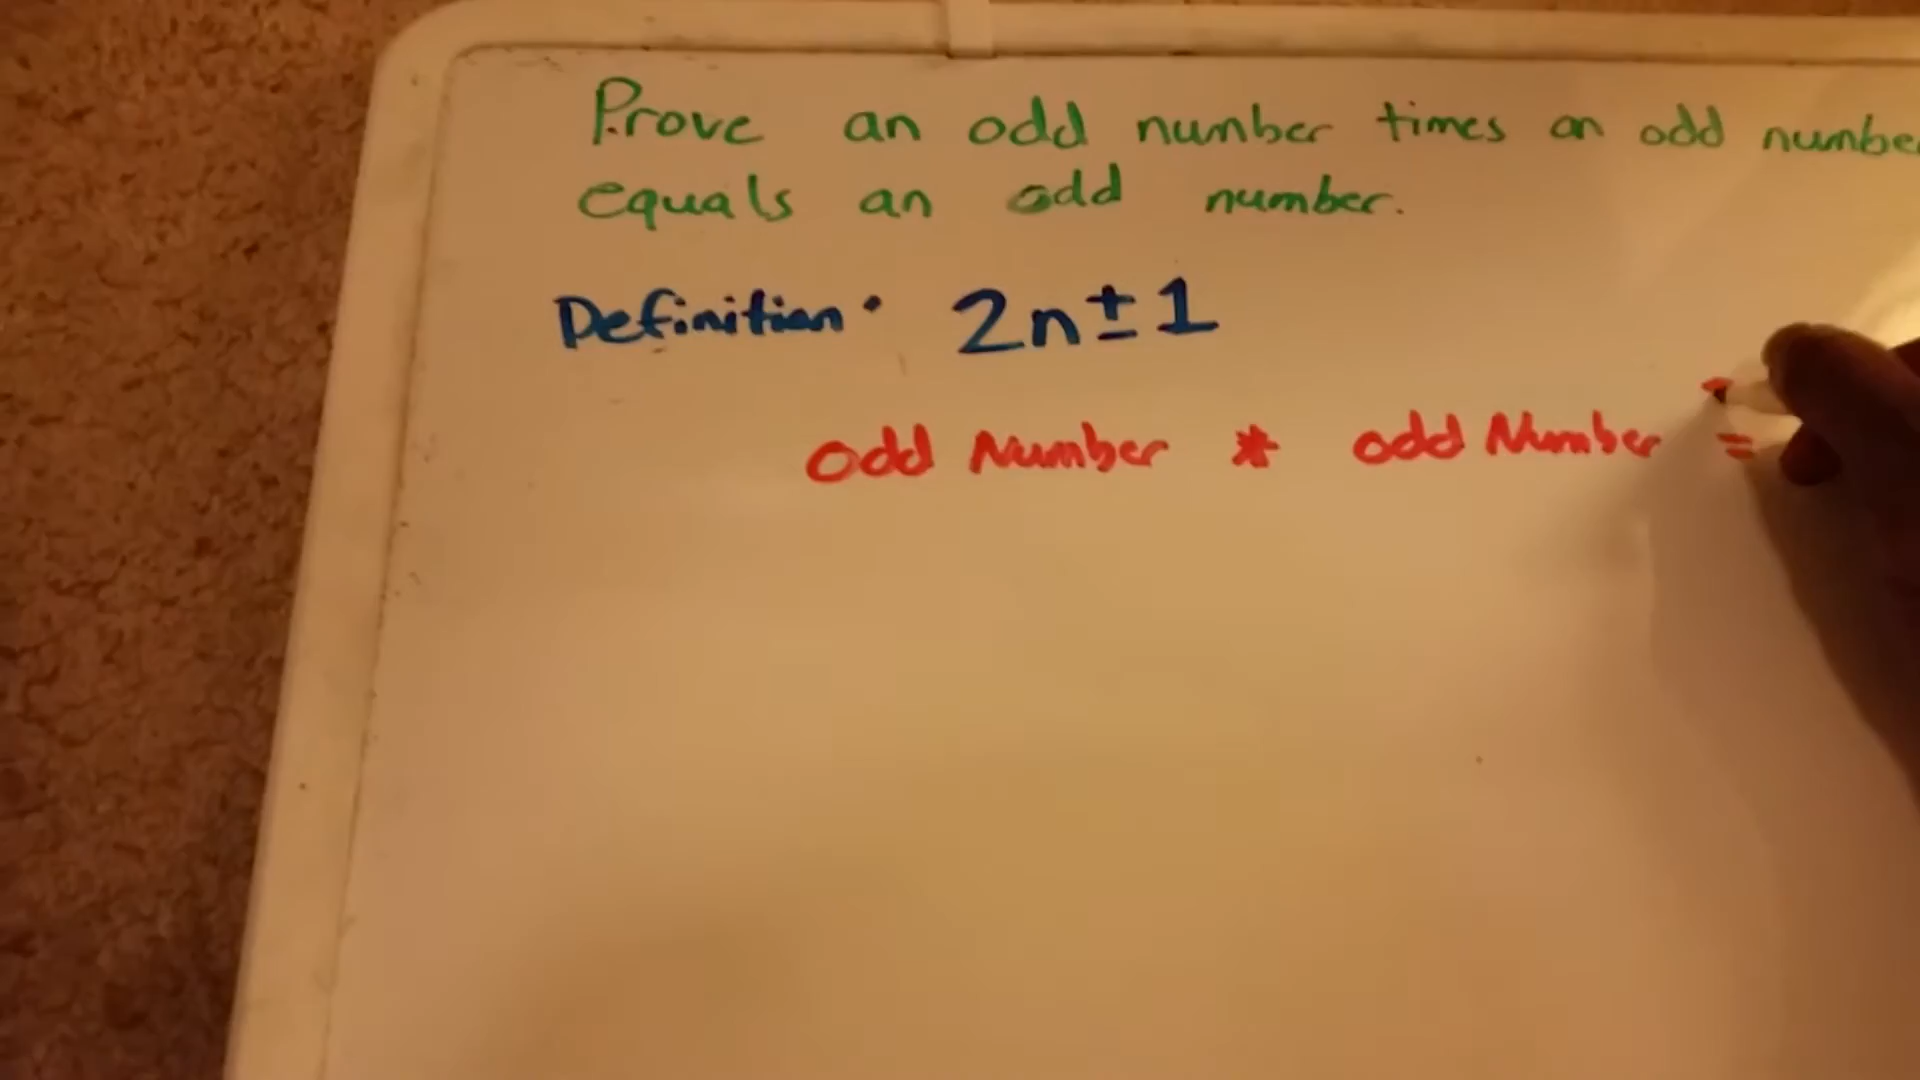 Prove an odd number times an odd number
equals an odd number.
Definition: 2n±1
odd Number * odd Number =